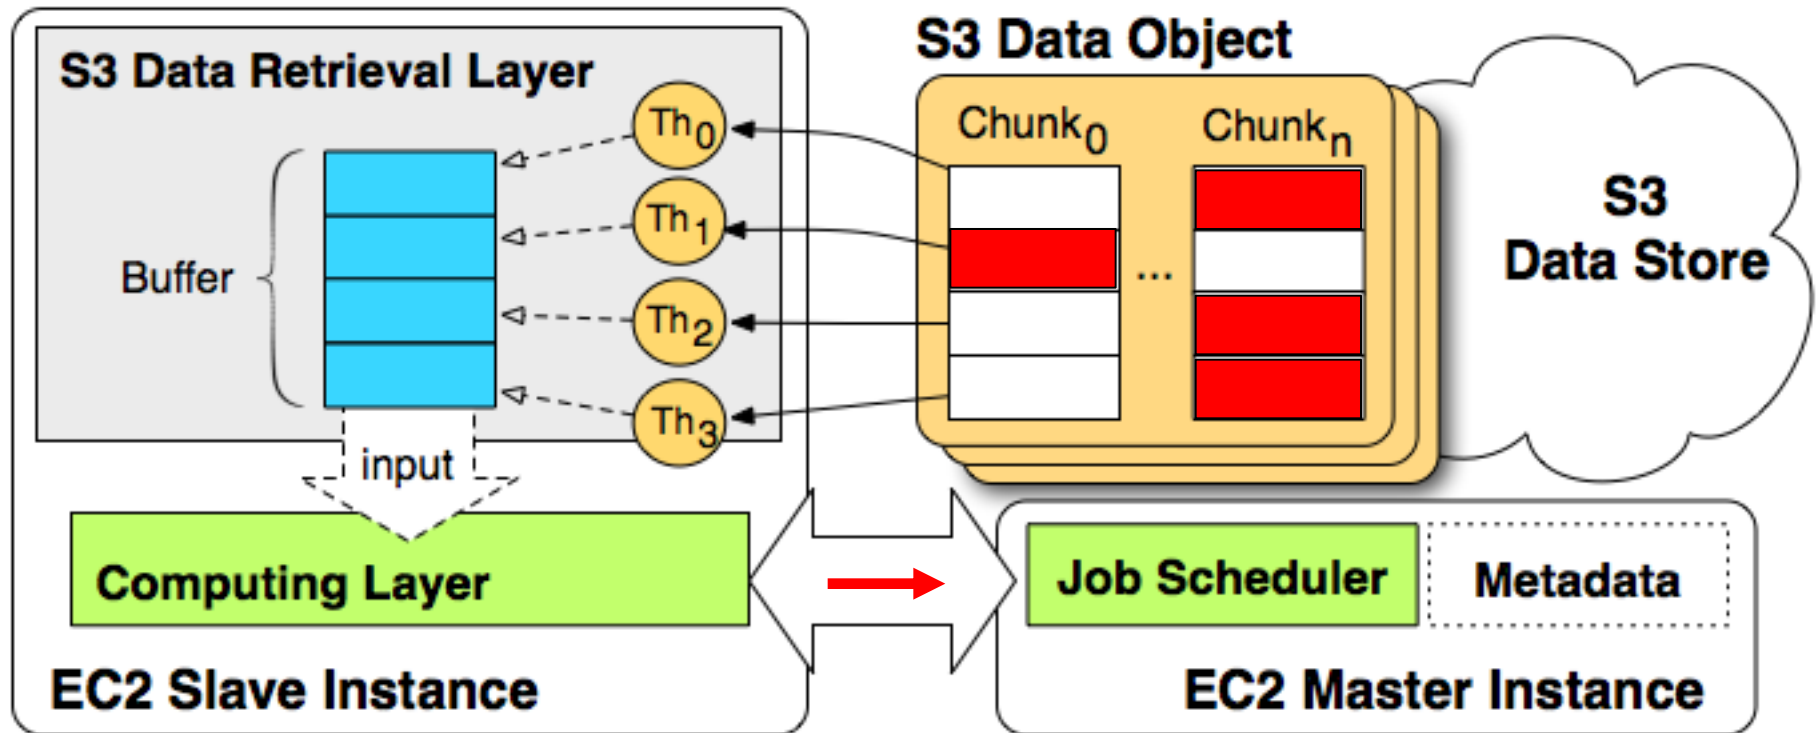 S3 Data Retrieval Layer
Th0
Th1
Th2
Th3
Buffer
input
Computing Layer
EC2 Slave Instance
S3 Data Object
Chunk0
...
Chunkn
S3
Data Store
Job Scheduler
Metadata
EC2 Master Instance